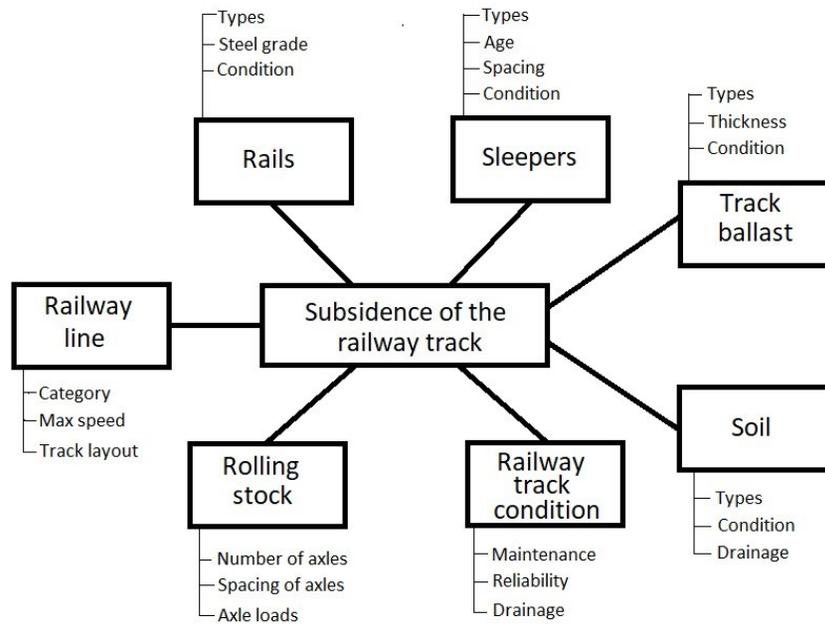 Types
Steel grade
Condition
Rails
Types
Age
Spacing
Condition
Sleepers
Types
Thickness
Condition
Track
ballast
Subsidence of the
railway track
Railway
line
Category
Max speed
Track layout
Rolling
stock
Number of axles
Spacing of axles
Axle loads
Railway
track
condition
Maintenance
Reliability
Drainage
Soil
Types
Condition
Drainage